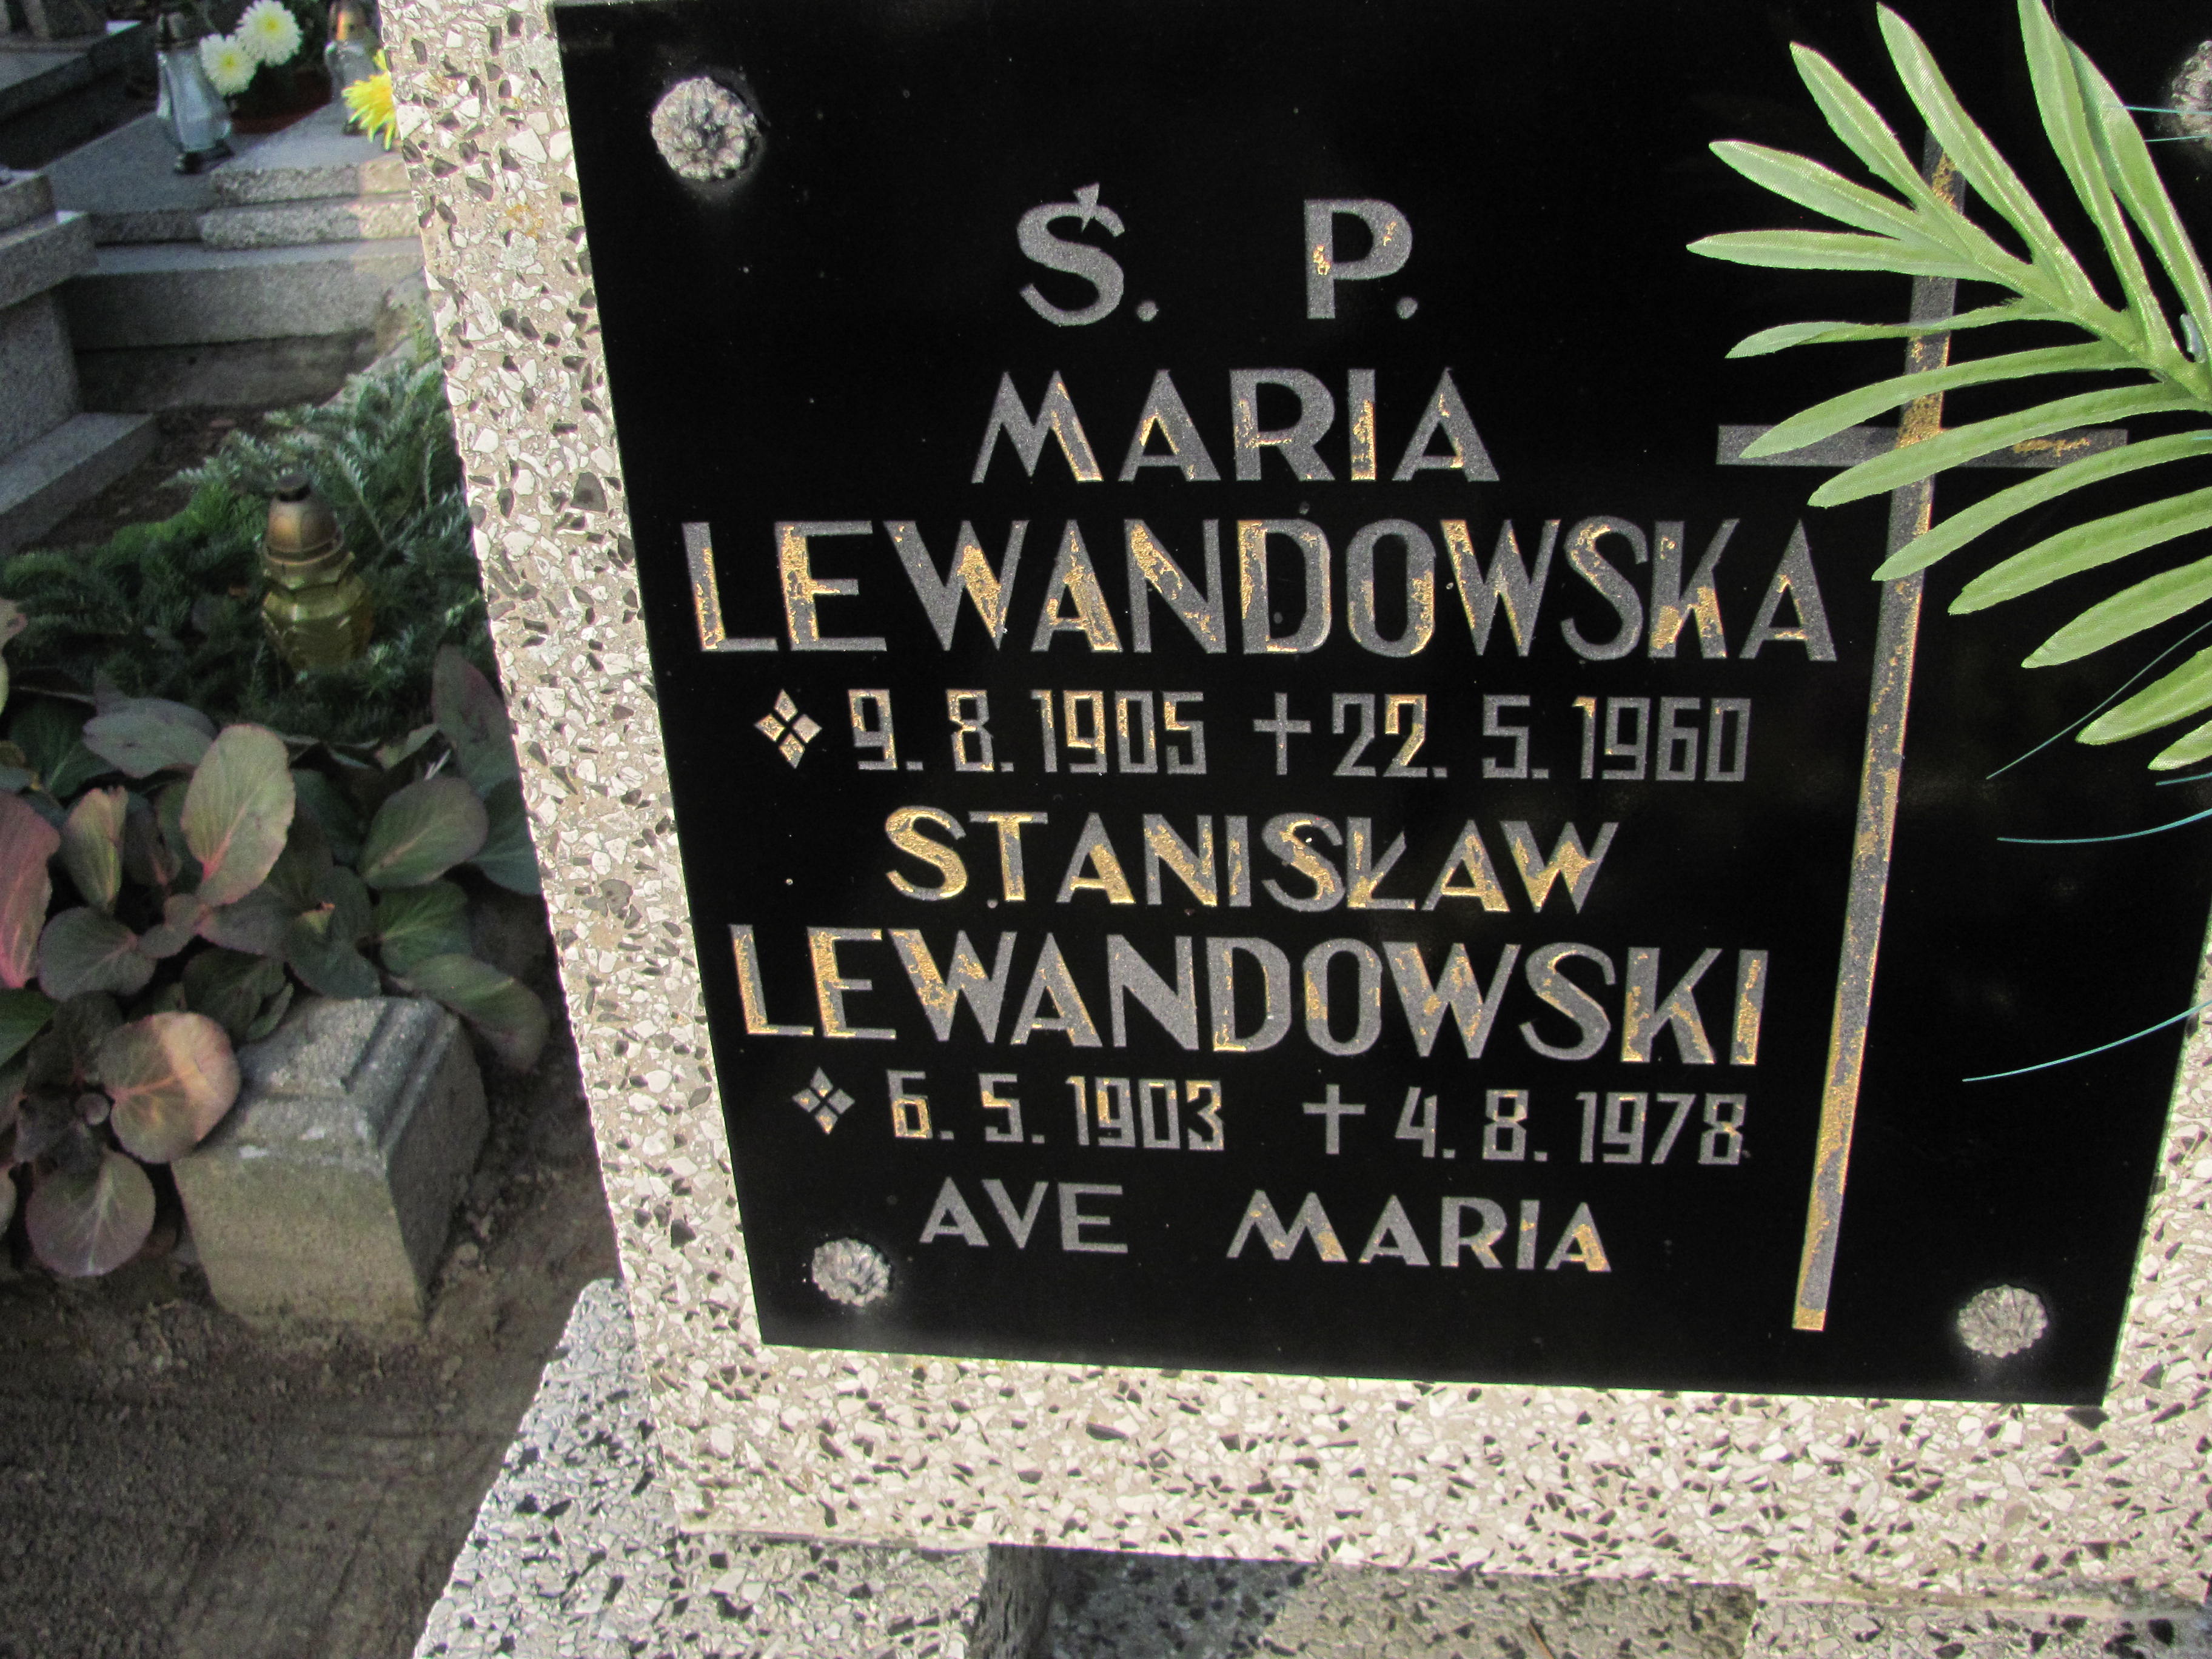 Ś. P.
MARIA
LEWANDOWSKA
9. 8. 1905 † 22. 5. 1960
STANISŁAW
LEWANDOWSKI
6. 5. 1903 † 4. 8. 1978
AVE MARIA